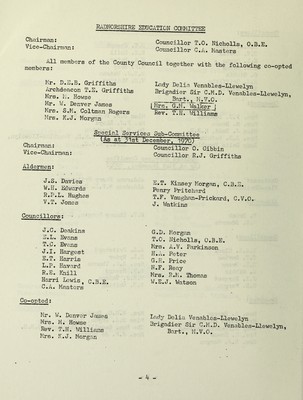 RADNORSHIRE EDUCATION COMMITTEE
Chairman: Councillor T.O. Nicholls, O.B.E.
Vice-Chairman: Councillor C.A. Masters
All members of the County Council together with the following co-opted
members:
Mr. D.E.B. Griffiths Lady Delia Venables-Llewelyn
Archdeacon T.E. Griffiths Brigadier Sir C.M.D. Venables-Llewelyn,
Mrs. M. Howse Bart., M.V.O.
Mr. W. Denver James Mrs. G.M. Walker
Mrs. S.M. Coltman Rogers Rev. T.H. Williams
Mrs. K.J. Morgan
Special Services Sub-Committee
(As at 31st December, 1970)
Chairman: Councillor O. Gibbin
Vice-Chairman: Councillor E.J. Griffiths
Aldermen:
J.S. Davies E.T. Kinsey Morgan, C.B.E.
W.H. Edwards Penry Pritchard
R.P.L. Hughes T.F. Vaughan-Prickard, C.V.O.
V.T. Jones J. Watkins
Councillors:
J.C. Deakins G.D. Morgan
E.L. Evans T.O. Nicholls, O.B.E.
T.C. Evans Mrs. A.V. Parkinson
J.I. Hargest H.A. Peter
E.T. Harris G.H. Price
L.P. Havard N.F. Reay
R.E. Knill Mrs. B.M. Thomas
Harri Lewis, C.B.E. W.E.J. Watson
C.A. Masters
Co-opted:
Mr. W. Denver James Lady Delia Venables-Llewelyn
Mrs. M. Howse Brigadier Sir C.M.D. Venables-Llewelyn,
Rev. T.H. Williams Bart., M.V.O.
Mrs. K.J. Morgan
- 4 -